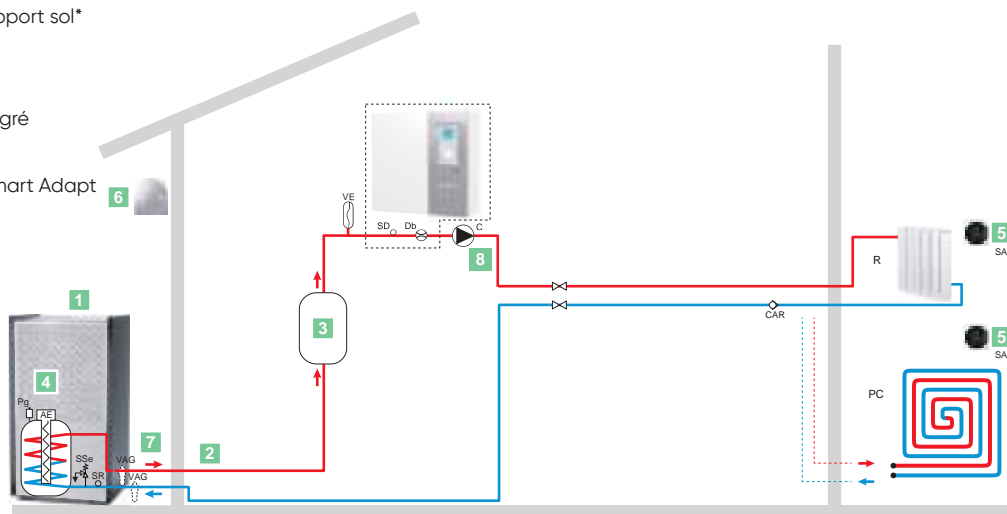 pport sol*
gré
nart Adapt
6
VE
SD
Db
C
8
5
SA
R
1
3
CAR
5
SA
4
Pg
AE
PC
7
2
SSe
VAG
SR
VAG